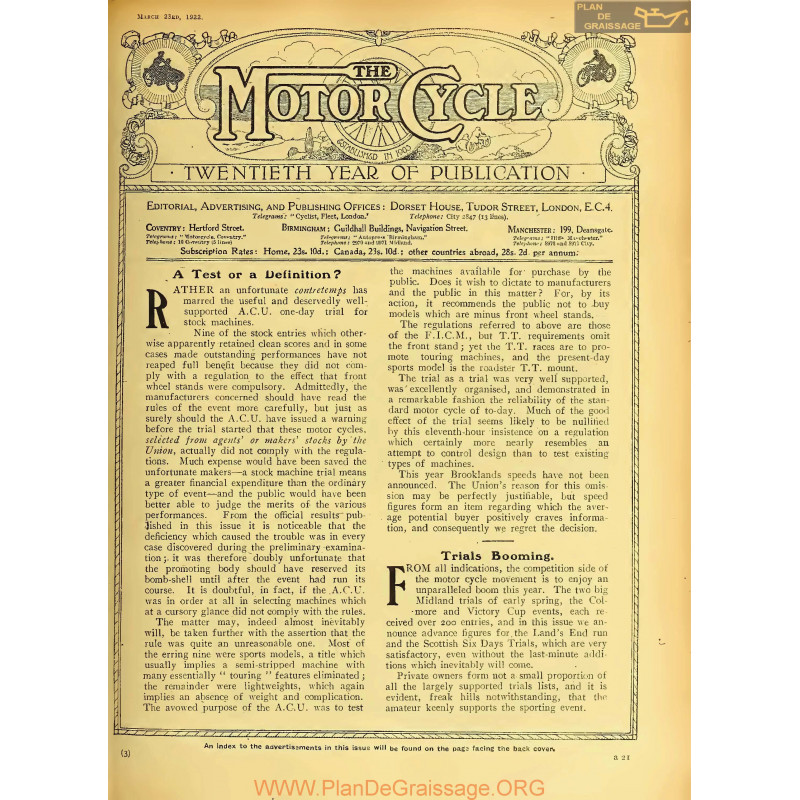 MARCH 23RD, 1922.
PLAN
DE
GRAISSAGE
THE
MOTOR CYCLE
ESTABLISHED IN 1903
· TWENTIETH YEAR OF PUBLICATION ·
EDITORIAL, ADVERTISING, AND PUBLISHING OFFICES: DORSET HOUSE, TUDOR STREET, LONDON, E.C.4.
Telegrams: "Cyclist, Fleet, London." Telephone: City 2847 (13 lines).
COVENTRY: Hertford Street. BIRMINGHAM: Guildhall Buildings, Navigation Street. MANCHESTER: 199, Deansgate.
Telegrams: "Motorcycle, Coventry." Telegrams: "Autopress Birmingham." Telegrams:
Telephone: 10 Coventry (5 lines) Telephone: 2970 and 2971 Midland. Telephone: 8970 and 8971 City.
Subscription Rates: Home, 23s. 10d.; Canada, 23s. 10d.; other countries abroad, 28s. 2d per annum.
A Test or a Definition?
RATHER an unfortunate contretemps has
marred the useful and deservedly well-
supported A.C.U. one-day trial for
stock machines.
Nine of the stock entries which other-
wise apparently retained clean scores and in some
cases made outstanding performances have not
reaped full benefit because they did not com-
ply with a regulation to the effect that front
wheel stands were compulsory. Admittedly, the
manufacturers concerned should have read the
rules of the event more carefully, but just as
surely should the A.C.U. have issued a warning
before the trial started that these motor cycles,
selected from agents' or makers' stocks by the
Union, actually did not comply with the regula-
tions. Much expense would have been saved the
unfortunate makers—a stock machine trial means
a greater financial expenditure than the ordinary
type of event—and the public would have been
better able to judge the merits of the various
performances. From the official results pub-
lished in this issue it is noticeable that the
deficiency which caused the trouble was in every
case discovered during the preliminary examina-
tion; it was therefore doubly unfortunate that
the promoting body should have reserved its
bomb-shell until after the event had run its
course. It is doubtful, in fact, if the A.C.U.
was in order at all in selecting machines which
at a cursory glance did not comply with the rules.
The matter may, indeed almost inevitably
will, be taken further with the assertion that the
rule was quite an unreasonable one. Most of
the erring nine were sports models, a title which
usually implies a semi-stripped machine with
many essentially "touring" features eliminated;
the remainder were lightweights, which again
implies an absence of weight and complication.
The avowed purpose of the A.C.U. was to test
the machines available for purchase by the
public. Does it wish to dictate to manufacturers
and the public in this matter? For, by its
action, it recommends the public not to buy
models which are minus front wheel stands.
The regulations referred to above are those
of the F.I.C.M., but T.T. requirements omit
the front stand; yet the T.T. races are to pro-
mote touring machines, and the present-day
sports model is the roadster T.T. mount.
The trial as a trial was very well supported,
was excellently organised, and demonstrated in
a remarkable fashion the reliability of the stan-
dard motor cycle of to-day. Much of the good
effect of the trial seems likely to be nullified
by this eleventh-hour insistence on a regulation
which certainly more nearly resembles an
attempt to control design than to test existing
types of machines.
This year Brooklands speeds have not been
announced. The Union's reason for this omis-
sion may be perfectly justifiable, but speed
figures form an item regarding which the aver-
age potential buyer positively craves informa-
tion, and consequently we regret the decision.
Trials Booming.
FROM all indications, the competition side of
the motor cycle movement is to enjoy an
unparalleled boom this year. The two big
Midland trials of early spring, the Col-
more and Victory Cup events, each re-
ceived over 200 entries, and in this issue we an-
nounce advance figures for the Land's End run
and the Scottish Six Days Trials, which are very
satisfactory, even without the last-minute addi-
tions which inevitably will come.
Private owners form not a small proportion of
all the largely supported trials lists, and it is
evident, freak hills notwithstanding, that the
amateur keenly supports the sporting event.
An index to the advertisements in this issue will be found on the page facing the back cover.
(3)
B 21
www.PlanDeGraissage.ORG